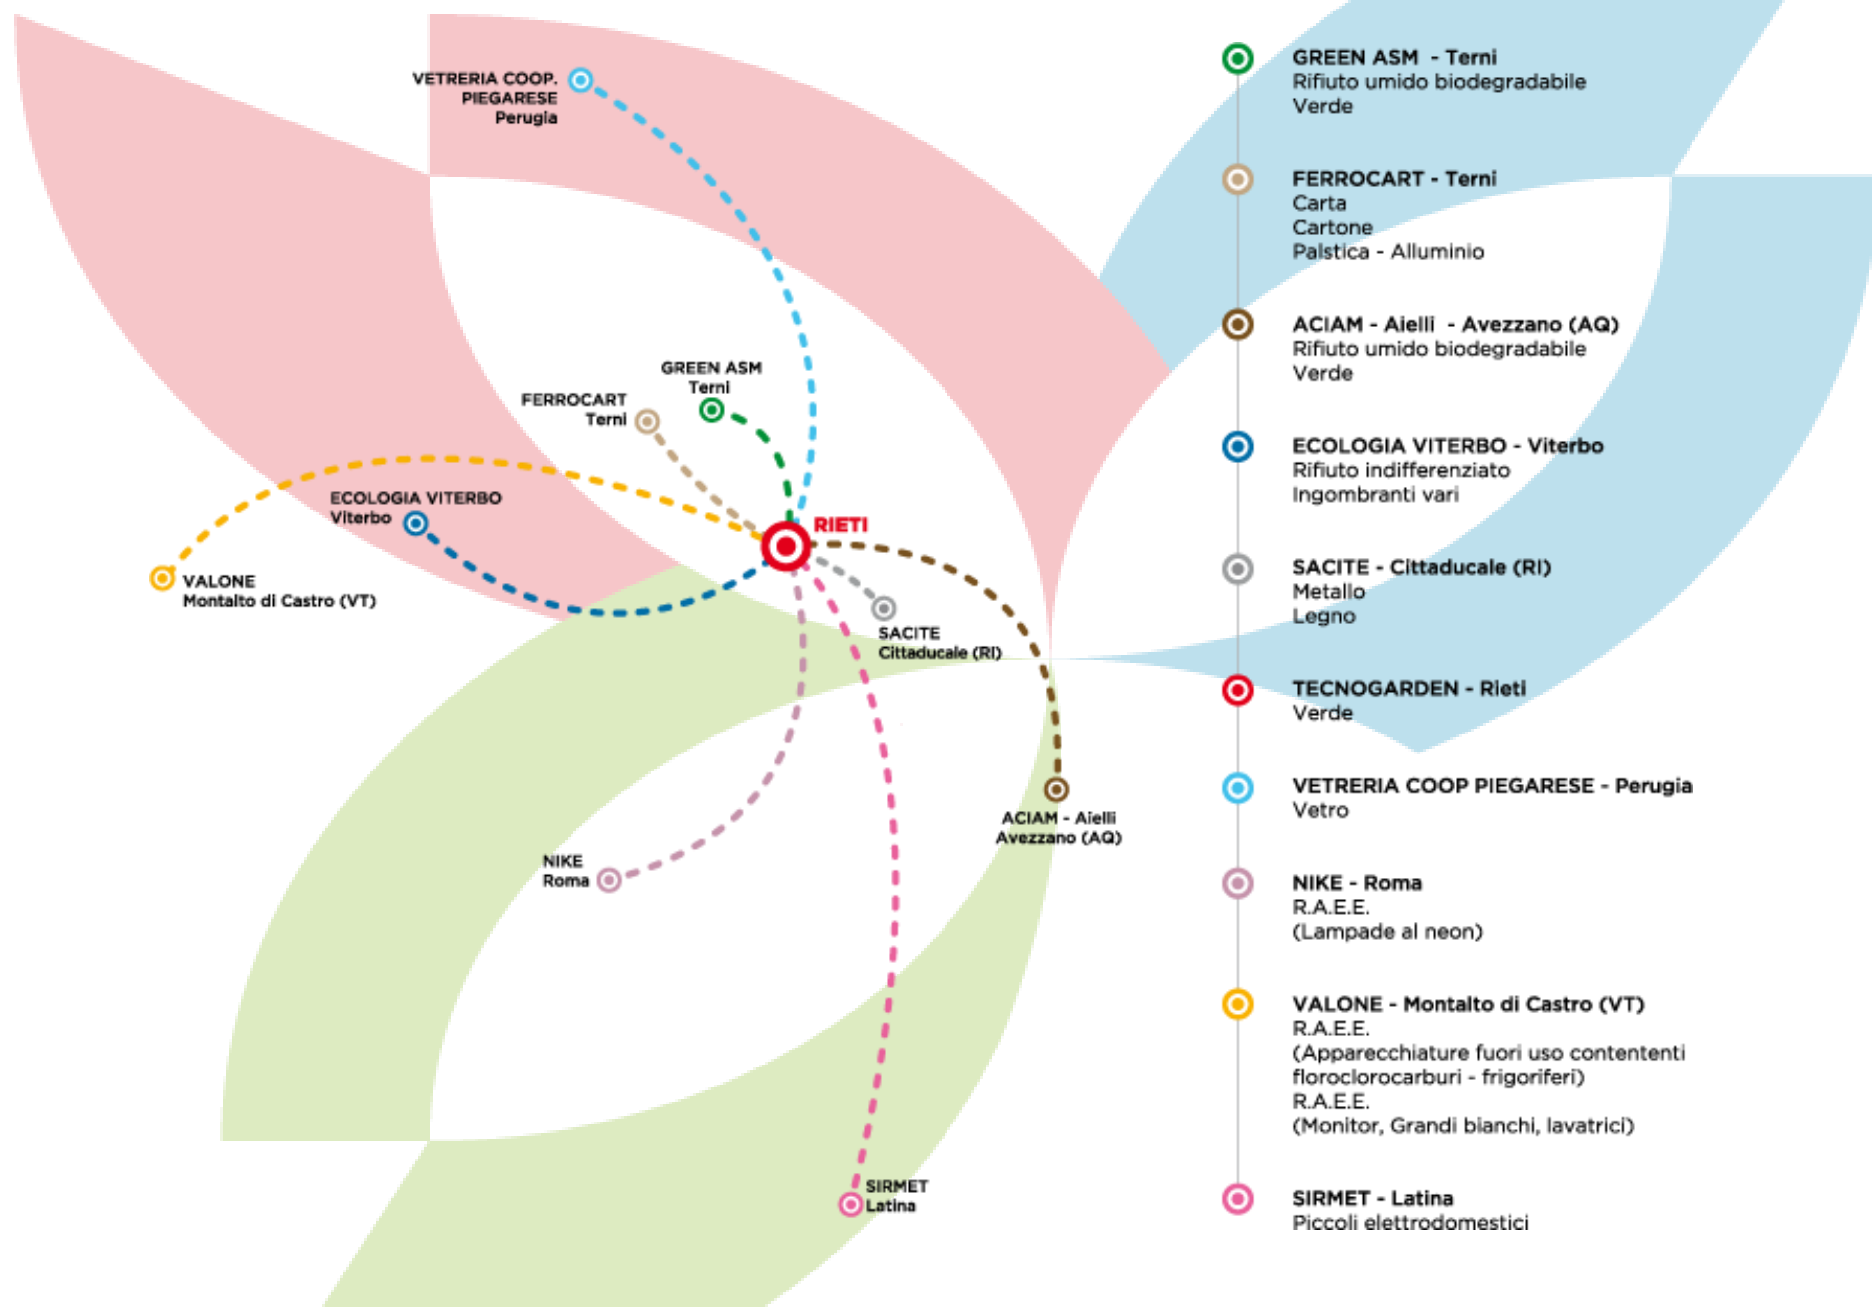 VETRERIA COOP.
PIEGARESE
Perugia
GREEN ASM
Terni
FERROCART
Terni
ECOLOGIA VITERBO
Viterbo
RIETI
VALONE
Montalto di Castro (VT)
SACITE
Cittaducale (RI)
ACIAM - Aielli
Avezzano (AQ)
NIKE
Roma
SIRMET
Latina
GREEN ASM - Terni
Rifiuto umido biodegradabile
Verde
FERROCART - Terni
Carta
Cartone
Palstica - Alluminio
ACIAM - Aielli - Avezzano (AQ)
Rifiuto umido biodegradabile
Verde
ECOLOGIA VITERBO - Viterbo
Rifiuto indifferenziato
Ingombranti vari
SACITE - Cittaducale (RI)
Metallo
Legno
TECNOGARDEN - Rieti
Verde
VETRERIA COOP PIEGARESE - Perugia
Vetro
NIKE - Roma
R.A.E.E.
(Lampade al neon)
VALONE - Montalto di Castro (VT)
R.A.E.E.
(Apparecchiature fuori uso contententi
floroclorocarburi - frigoriferi)
R.A.E.E.
(Monitor, Grandi bianchi, lavatrici)
SIRMET - Latina
Piccoli elettrodomestici